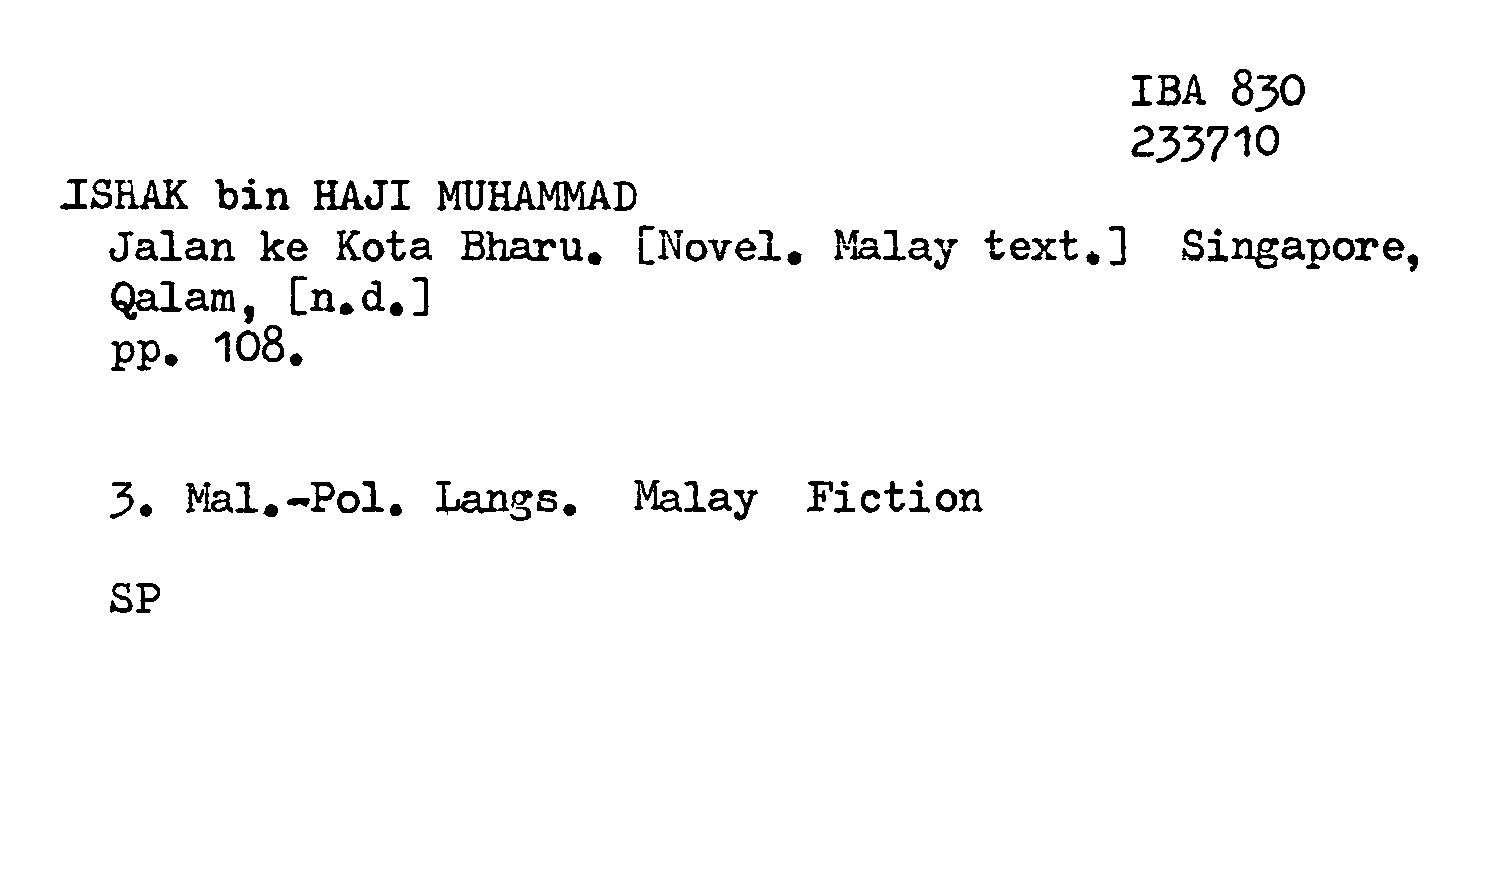 IBA 830
233710
ISHAK bin HAJI MUHAMMAD
Jalan ke Kota Bharu. [Novel. Malay text.] Singapore,
Qalam, [n.d.]
pp. 108.
3. Mal.-Pol. Langs. Malay Fiction
SP